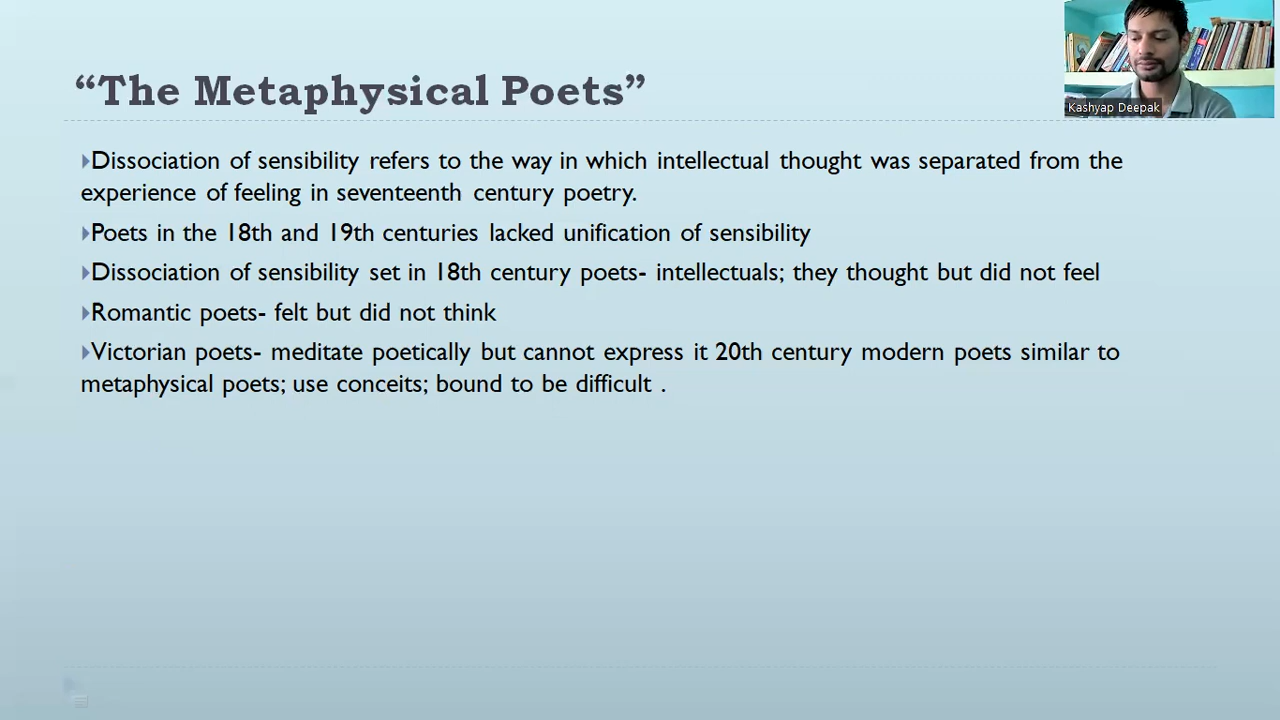 “The Metaphysical Poets”
Kashyap Deepak
Dissociation of sensibility refers to the way in which intellectual thought was separated from the
experience of feeling in seventeenth century poetry.
Poets in the 18th and 19th centuries lacked unification of sensibility
Dissociation of sensibility set in 18th century poets- intellectuals; they thought but did not feel
Romantic poets- felt but did not think
Victorian poets- meditate poetically but cannot express it 20th century modern poets similar to
metaphysical poets; use conceits; bound to be difficult .